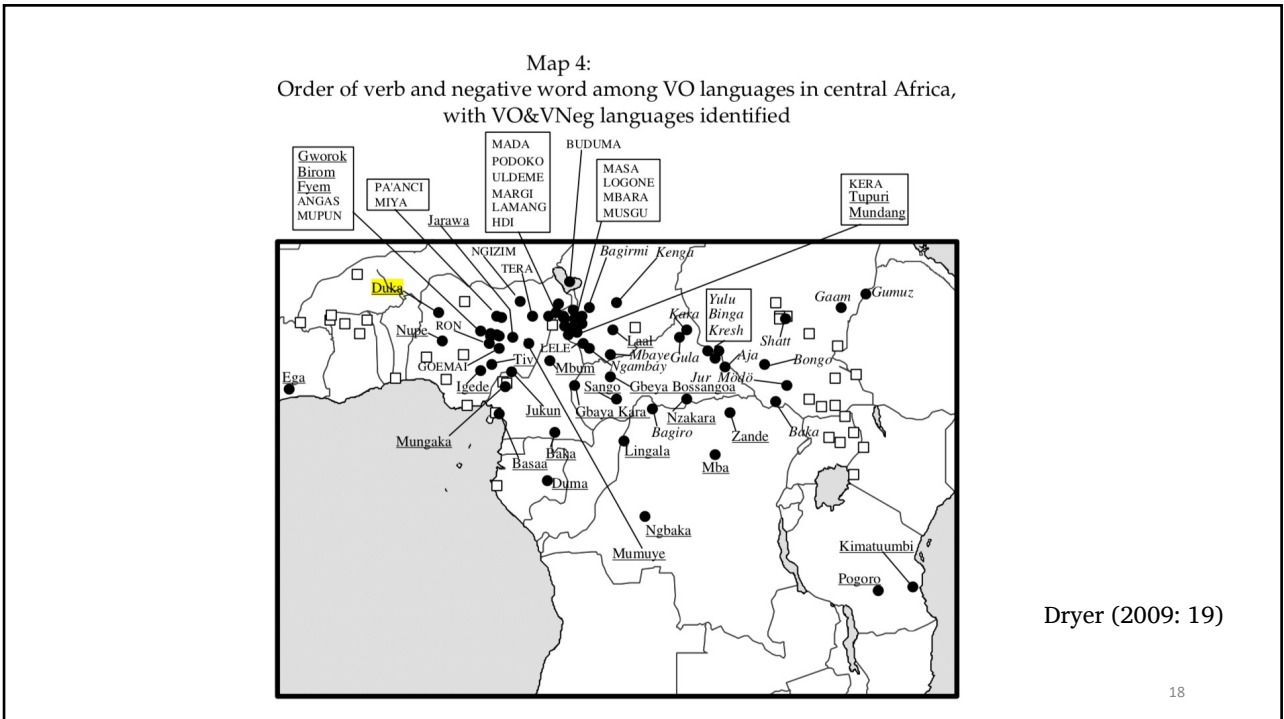 Map 4:
Order of verb and negative word among VO languages in central Africa,
with VO&VNeg languages identified
Gworok
Birom
Fyem
ANGAS
MUPUN
PA'ANCI
MIYA
Jarawa
MADA
PODOKO
ULDEME
MARGI
LAMANG
HDI
BUDUMA
MASA
LOGONE
MBARA
MUSGU
KERA
Tupuri
Mundang
NGIZIM
TERA
Bagirmi
Kenga
Duka
RON
Nupe
GOEMAI
Tiv
Igede
Ega
LELE
Laal
Mbaye
Ngambay
Mbum
Kara
Gula
Yulu
Binga
Kresh
Aja
Shatt
Gaam
Gumuz
Bongo
Jur Mödö
Sango
Gbeya Bossangoa
Jukun
Gbaya Kara
Bagiro
Nzakara
Zande
Baka
Mungaka
Basaa
Baka
Lingala
Mba
Duma
Ngbaka
Mumuye
Kimatuumbi
Pogoro
Dryer (2009: 19)
18